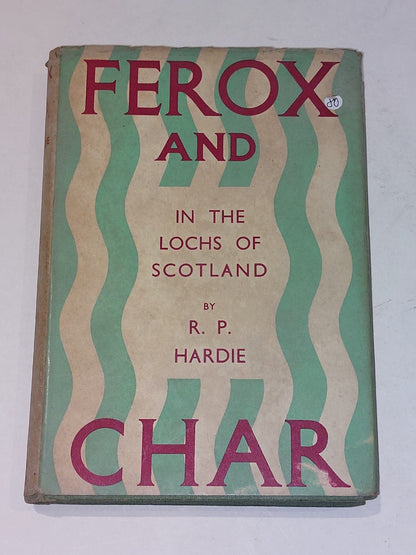 FEROX
AND
IN THE
LOCHS OF
SCOTLAND
BY
R. P.
HARDIE
CHAR